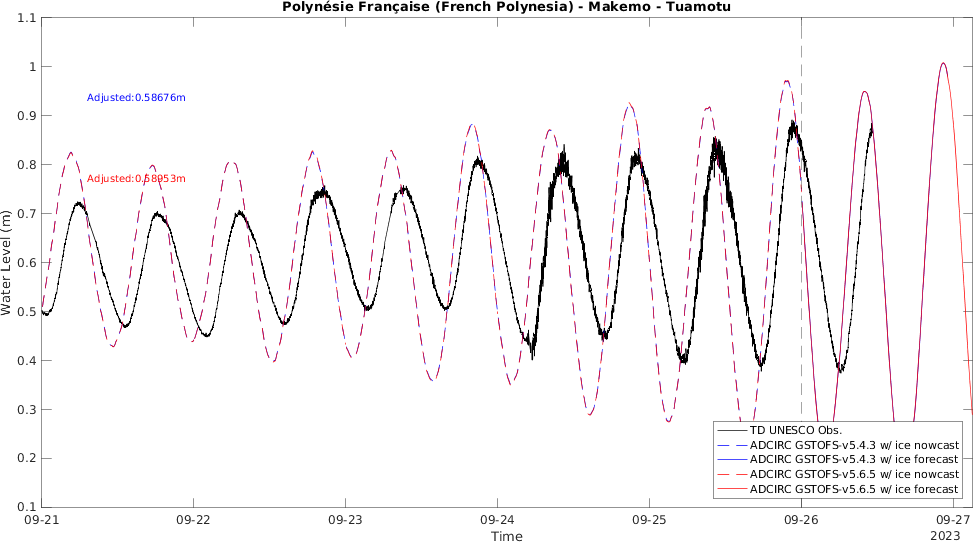 Polynésie Française (French Polynesia) - Makemo - Tuamotu
1.1
1
0.9
0.8
0.7
0.6
0.5
0.4
0.3
0.2
0.1
Water Level (m)
Adjusted:0.58676m
Adjusted:0.58953m
TD UNESCO Obs.
ADCIRC GSTOFS-v5.4.3 w/ ice nowcast
ADCIRC GSTOFS-v5.4.3 w/ ice forecast
ADCIRC GSTOFS-v5.6.5 w/ ice nowcast
ADCIRC GSTOFS-v5.6.5 w/ ice forecast
09-21 09-22 09-23 09-24 09-25 09-26 09-27
Time
2023